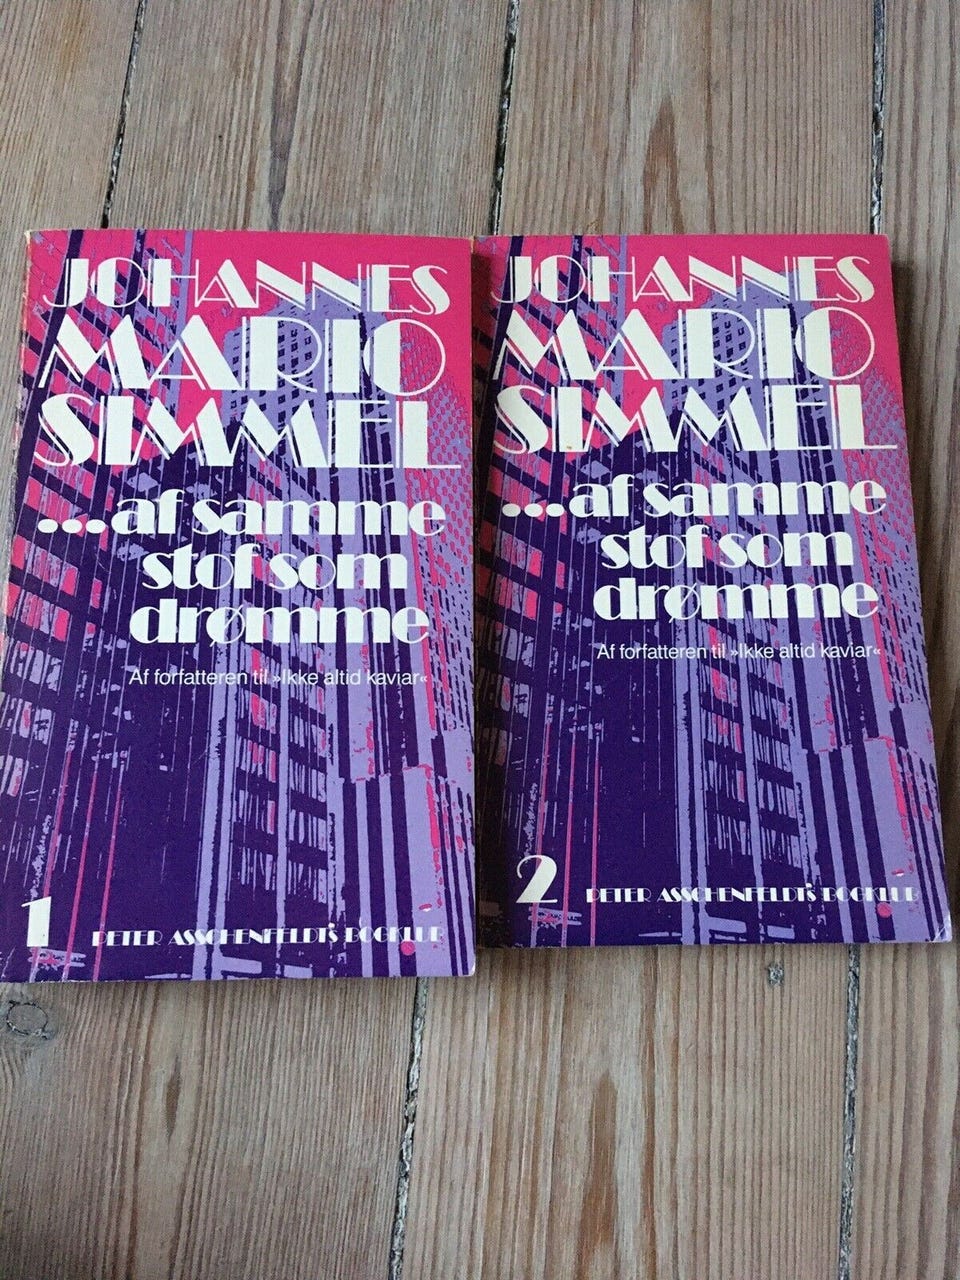 JOHANNES
MARIO
SIMMEL
...af samme
stof som
drømme
Af forfatteren til »Ikke altid kaviar«
1
PETER ASSCHENFELDT'S BOGKLUB
JOHANNES
MARIO
SIMMEL
...af samme
stof som
drømme
Af forfatteren til »Ikke altid kaviar«
2
PETER ASSCHENFELDT'S BOGKLUB